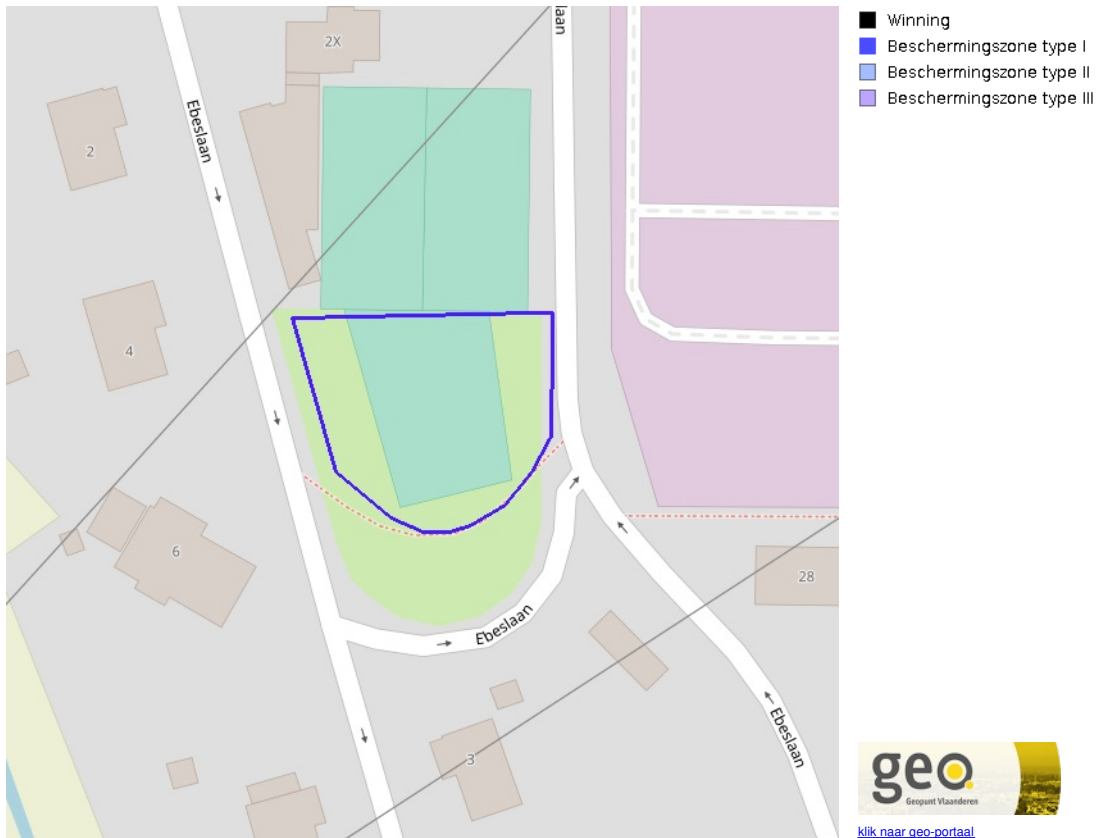 2X
laan
Ebeslaan
2
4
6
28
Ebeslaan
Ebeslaan
3
Winning
Beschermingszone type I
Beschermingszone type II
Beschermingszone type III
geo.
Geopunt Vlaanderen
klik naar geo-portaal